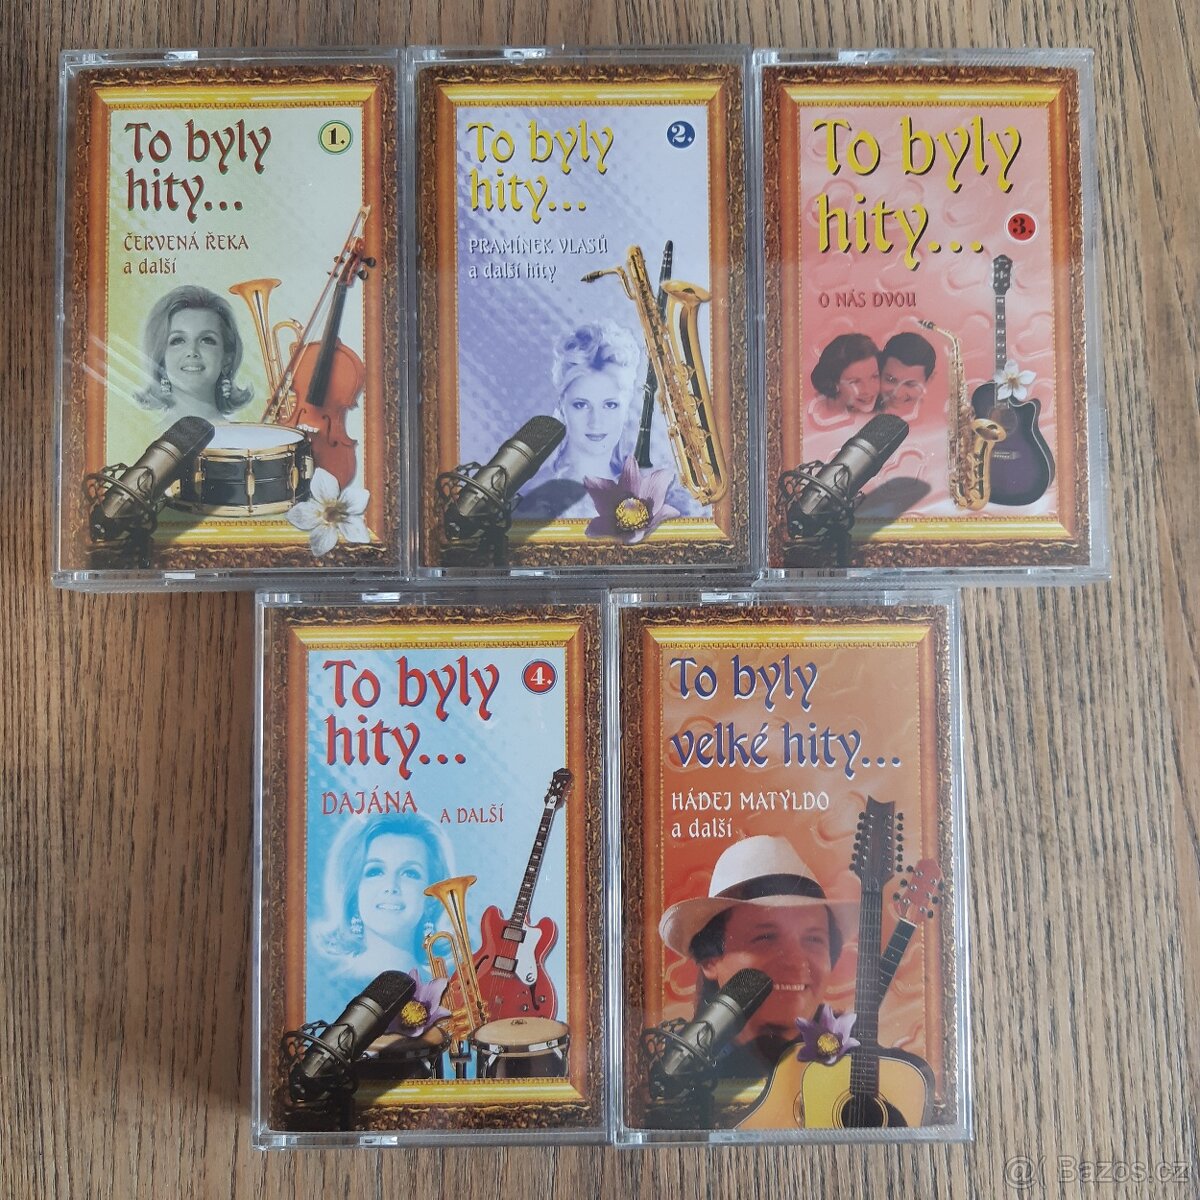 To byly
hity...
1.
ČERVENÁ ŘEKA
a další
To byly
hity...
2.
PRAMÍNEK VLASŮ
a další hity
To byly
hity...
3.
O NÁS DVOU
To byly
hity...
4.
DAJÁNA
A DALŠÍ
To byly
velké hity...
HÁDEJ MATYLDO
a další
@( Bazos.cz